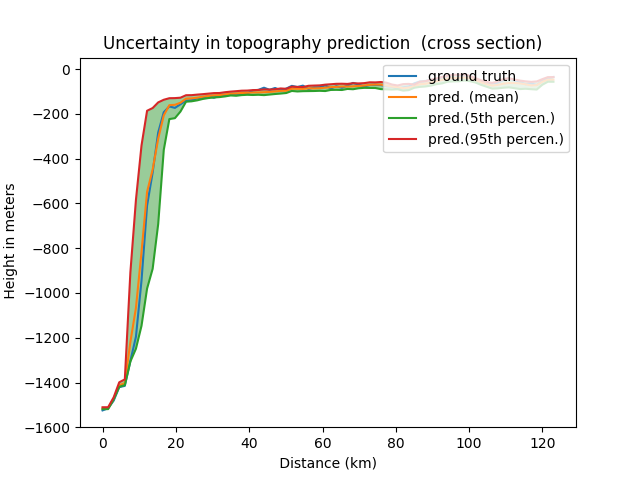 Uncertainty in topography prediction  (cross section)
Height in meters
0
−200
−400
−600
−800
−1000
−1200
−1400
−1600
ground truth
pred. (mean)
pred.(5th percen.)
pred.(95th percen.)
0 20 40 60 80 100 120
Distance (km)